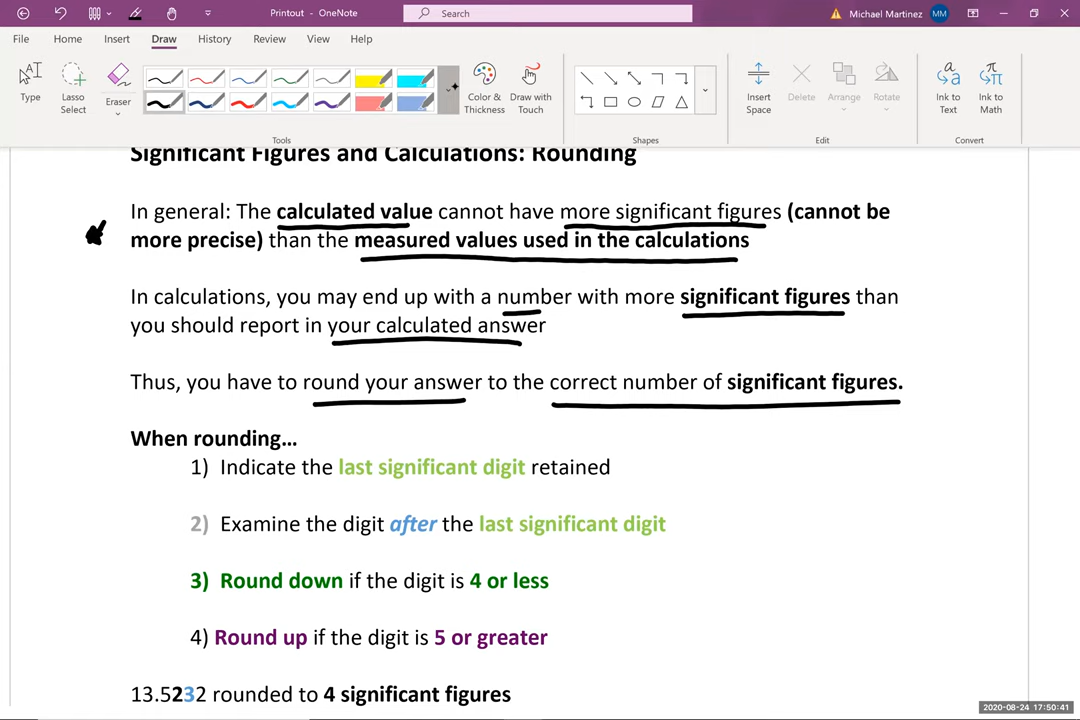 Printout - OneNote
Search
Michael Martinez
MM
File
Home
Insert
Draw
History
Review
View
Help
Type
Lasso
Select
Eraser
Color &
Thickness
Draw with
Touch
Insert
Space
Delete
Arrange
Rotate
Ink to
Text
Ink to
Math
Tools
Shapes
Edit
Convert
Significant Figures and Calculations: Rounding
In general: The calculated value cannot have more significant figures (cannot be
more precise) than the measured values used in the calculations
In calculations, you may end up with a number with more significant figures than
you should report in your calculated answer
Thus, you have to round your answer to the correct number of significant figures.
When rounding...
1) Indicate the last significant digit retained
2) Examine the digit after the last significant digit
3) Round down if the digit is 4 or less
4) Round up if the digit is 5 or greater
13.5232 rounded to 4 significant figures
2020-08-24 17:50:41